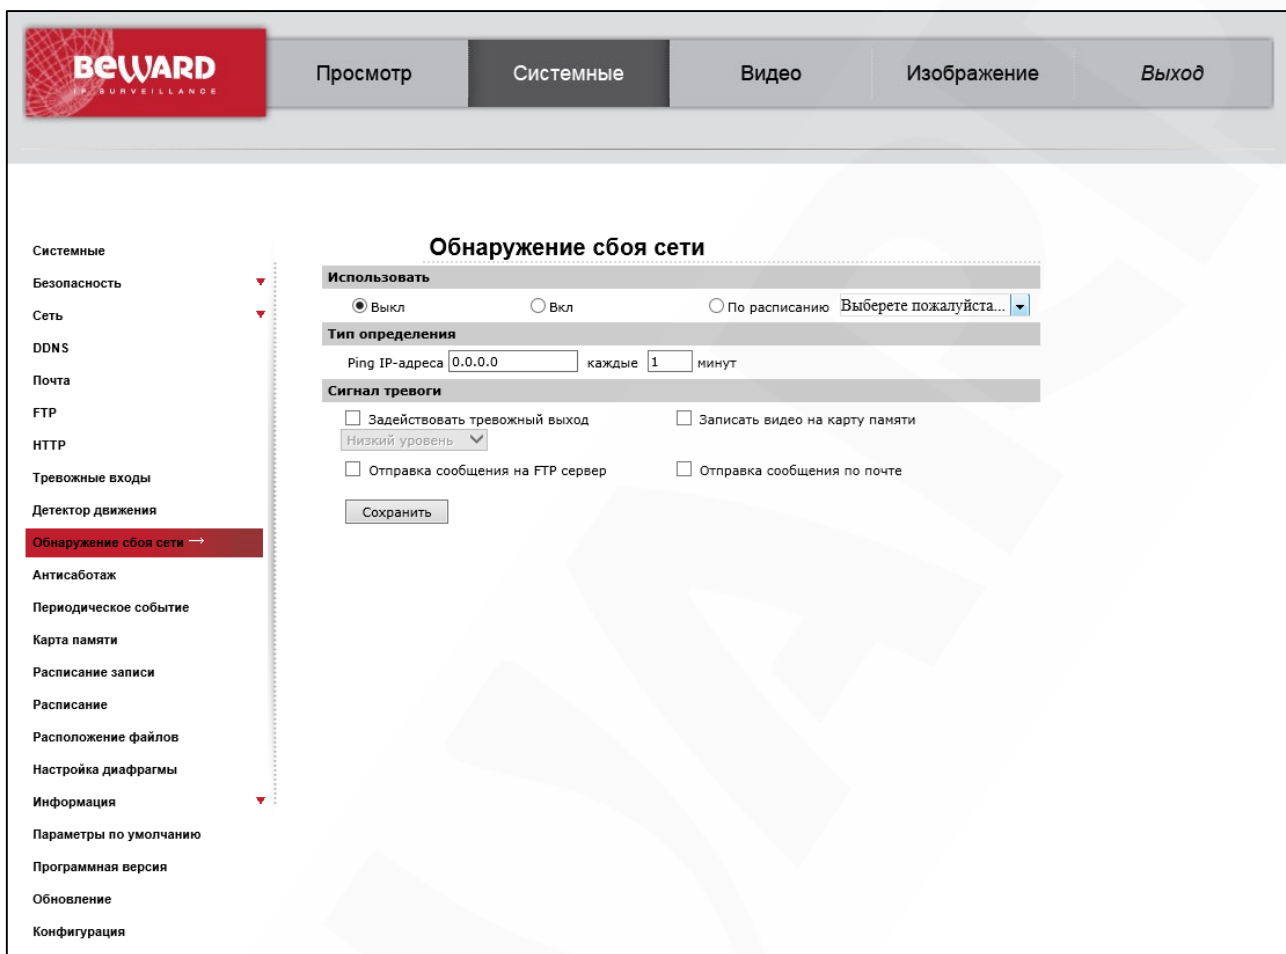 BEWARD
IP SURVEILLANCE
Просмотр
Системные
Видео
Изображение
Выход
Системные
Безопасность
Сеть
DDNS
Почта
FTP
HTTP
Тревожные входы
Детектор движения
Обнаружение сбоя сети →
Антисаботаж
Периодическое событие
Карта памяти
Расписание записи
Расписание
Расположение файлов
Настройка диафрагмы
Информация
Параметры по умолчанию
Программная версия
Обновление
Конфигурация
Обнаружение сбоя сети
Использовать
Выкл Вкл По расписанию Выберете пожалуйста...
Тип определения
Ping IP-адреса 0.0.0.0 каждые 1 минут
Сигнал тревоги
Задействовать тревожный выход Записать видео на карту памяти
Низкий уровень
Отправка сообщения на FTP сервер Отправка сообщения по почте
Сохранить